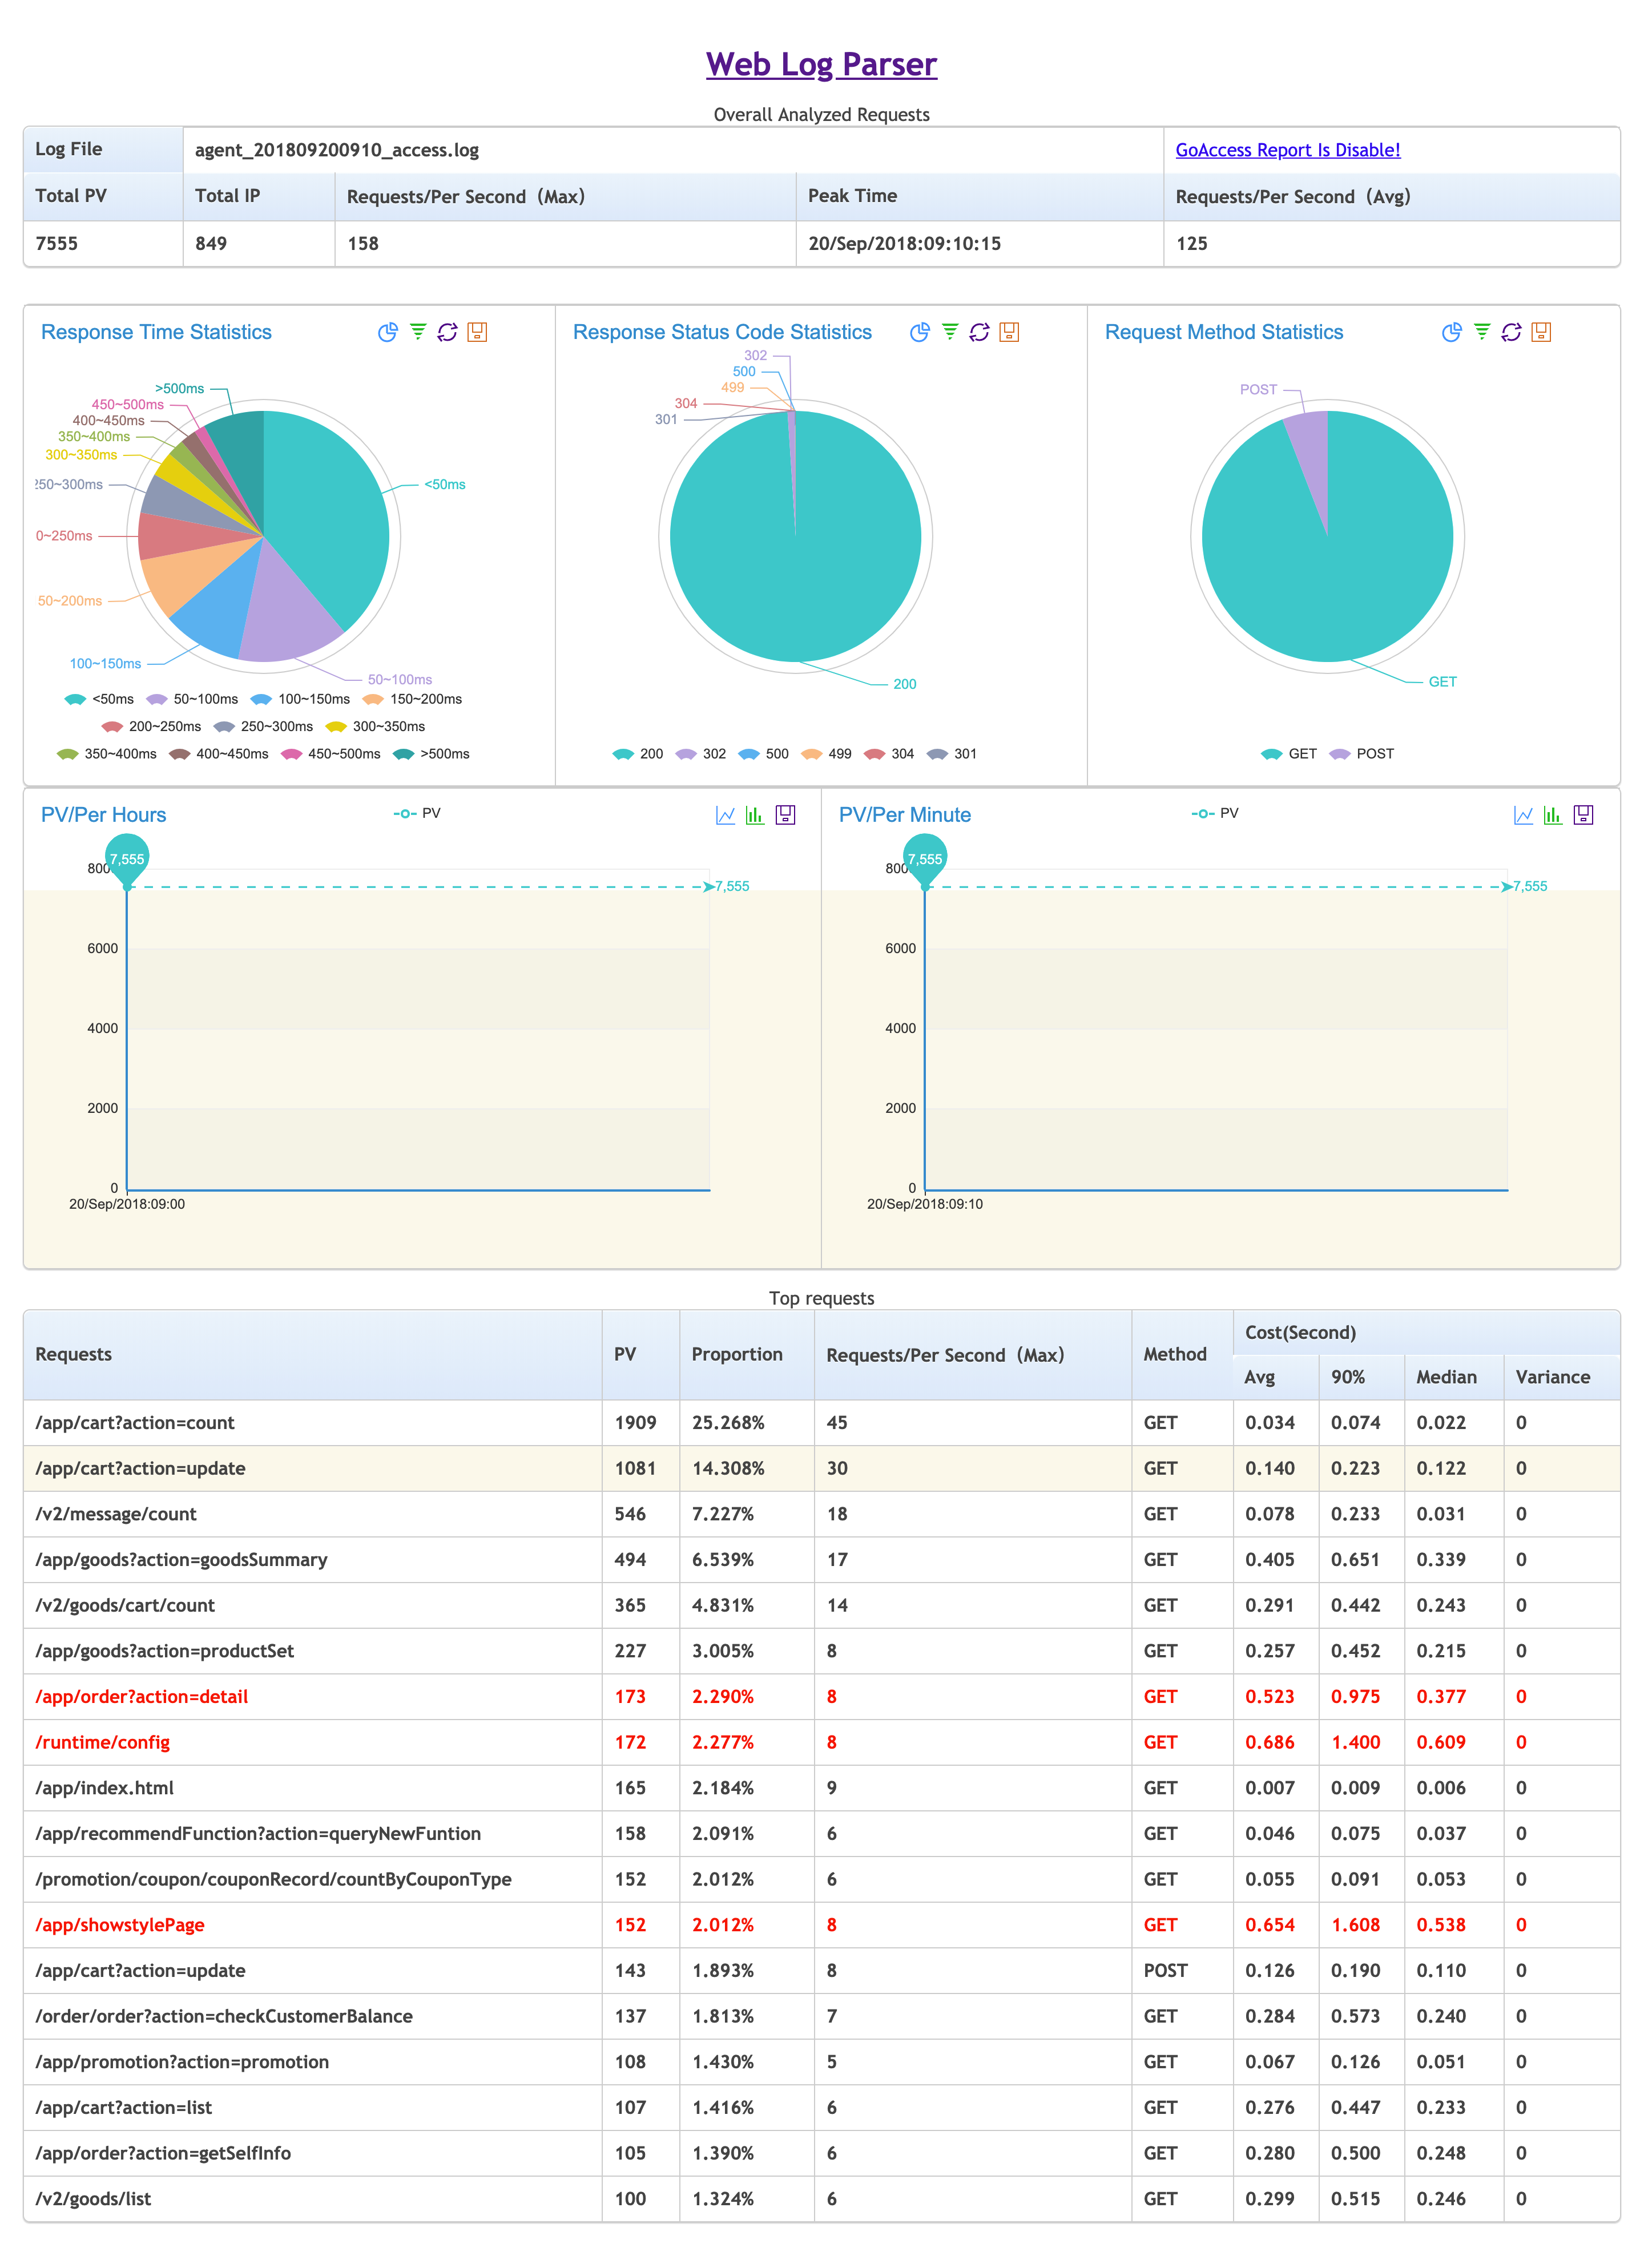 Web Log Parser
Overall Analyzed Requests
Log File agent_201809200910_access.log GoAccess Report Is Disable!
Total PV Total IP Requests/Per Second（Max） Peak Time Requests/Per Second（Avg）
7555 849 158 20/Sep/2018:09:10:15 125
Response Time Statistics
>500ms
450~500ms
400~450ms
350~400ms
300~350ms
250~300ms
<50ms
0~250ms
50~200ms
100~150ms
50~100ms
<50ms 50~100ms 100~150ms 150~200ms
200~250ms 250~300ms 300~350ms
350~400ms 400~450ms 450~500ms >500ms
Response Status Code Statistics
302
500
499
304
301
200
200 302 500 499 304 301
Request Method Statistics
POST
GET
GET POST
PV/Per Hours PV
7,555
8000
7,555
6000
4000
2000
0
20/Sep/2018:09:00
PV/Per Minute PV
7,555
8000
7,555
6000
4000
2000
0
20/Sep/2018:09:10
Top requests
Requests PV Proportion Requests/Per Second（Max） Method Cost(Second)
Avg 90% Median Variance
/app/cart?action=count 1909 25.268% 45 GET 0.034 0.074 0.022 0
/app/cart?action=update 1081 14.308% 30 GET 0.140 0.223 0.122 0
/v2/message/count 546 7.227% 18 GET 0.078 0.233 0.031 0
/app/goods?action=goodsSummary 494 6.539% 17 GET 0.405 0.651 0.339 0
/v2/goods/cart/count 365 4.831% 14 GET 0.291 0.442 0.243 0
/app/goods?action=productSet 227 3.005% 8 GET 0.257 0.452 0.215 0
/app/order?action=detail 173 2.290% 8 GET 0.523 0.975 0.377 0
/runtime/config 172 2.277% 8 GET 0.686 1.400 0.609 0
/app/index.html 165 2.184% 9 GET 0.007 0.009 0.006 0
/app/recommendFunction?action=queryNewFuntion 158 2.091% 6 GET 0.046 0.075 0.037 0
/promotion/coupon/couponRecord/countByCouponType 152 2.012% 6 GET 0.055 0.091 0.053 0
/app/showstylePage 152 2.012% 8 GET 0.654 1.608 0.538 0
/app/cart?action=update 143 1.893% 8 POST 0.126 0.190 0.110 0
/order/order?action=checkCustomerBalance 137 1.813% 7 GET 0.284 0.573 0.240 0
/app/promotion?action=promotion 108 1.430% 5 GET 0.067 0.126 0.051 0
/app/cart?action=list 107 1.416% 6 GET 0.276 0.447 0.233 0
/app/order?action=getSelfInfo 105 1.390% 6 GET 0.280 0.500 0.248 0
/v2/goods/list 100 1.324% 6 GET 0.299 0.515 0.246 0